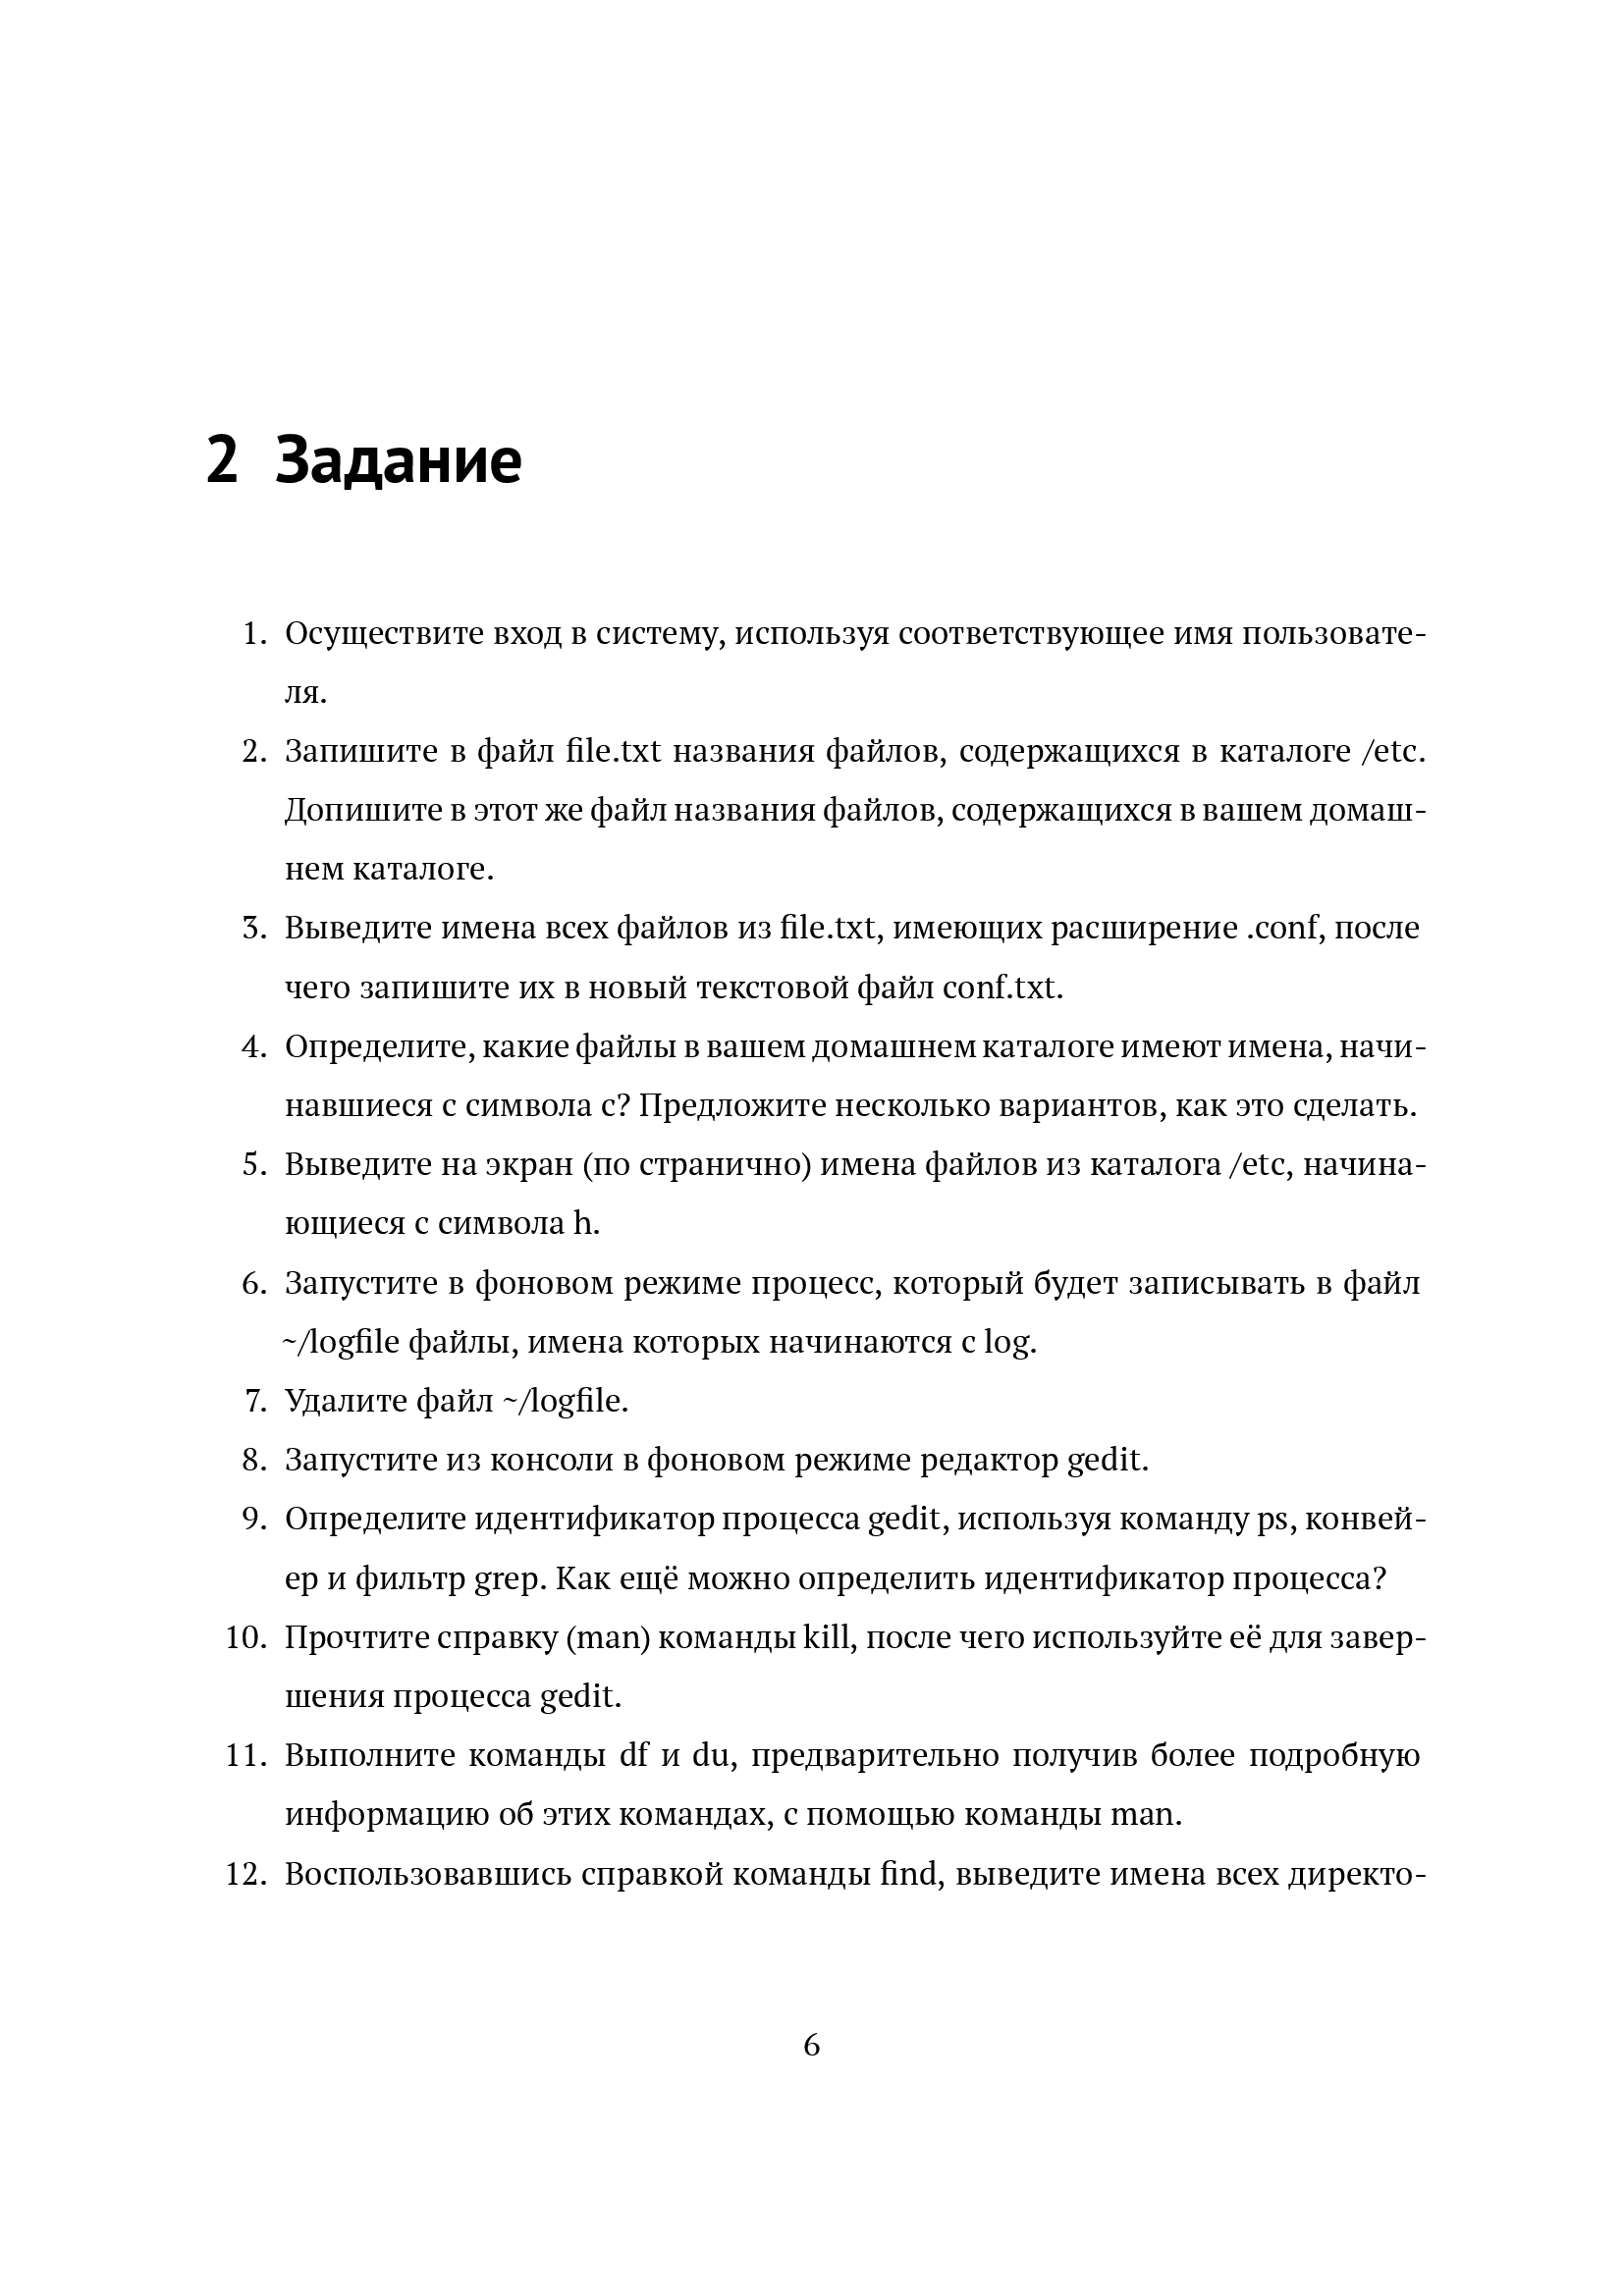 2 Задание
1. Осуществите вход в систему, используя соответствующее имя пользовате-
ля.
2. Запишите в файл file.txt названия файлов, содержащихся в каталоге /etc.
Допишите в этот же файл названия файлов, содержащихся в вашем домаш-
нем каталоге.
3. Выведите имена всех файлов из file.txt, имеющих расширение .conf, после
чего запишите их в новый текстовой файл conf.txt.
4. Определите, какие файлы в вашем домашнем каталоге имеют имена, начи-
навшиеся с символа c? Предложите несколько вариантов, как это сделать.
5. Выведите на экран (по странично) имена файлов из каталога /etc, начина-
ющиеся с символа h.
6. Запустите в фоновом режиме процесс, который будет записывать в файл
~/logfile файлы, имена которых начинаются с log.
7. Удалите файл ~/logfile.
8. Запустите из консоли в фоновом режиме редактор gedit.
9. Определите идентификатор процесса gedit, используя команду ps, конвей-
ер и фильтр grep. Как ещё можно определить идентификатор процесса?
10. Прочтите справку (man) команды kill, после чего используйте её для завер-
шения процесса gedit.
11. Выполните команды df и du, предварительно получив более подробную
информацию об этих командах, с помощью команды man.
12. Воспользовавшись справкой команды find, выведите имена всех директо-
6